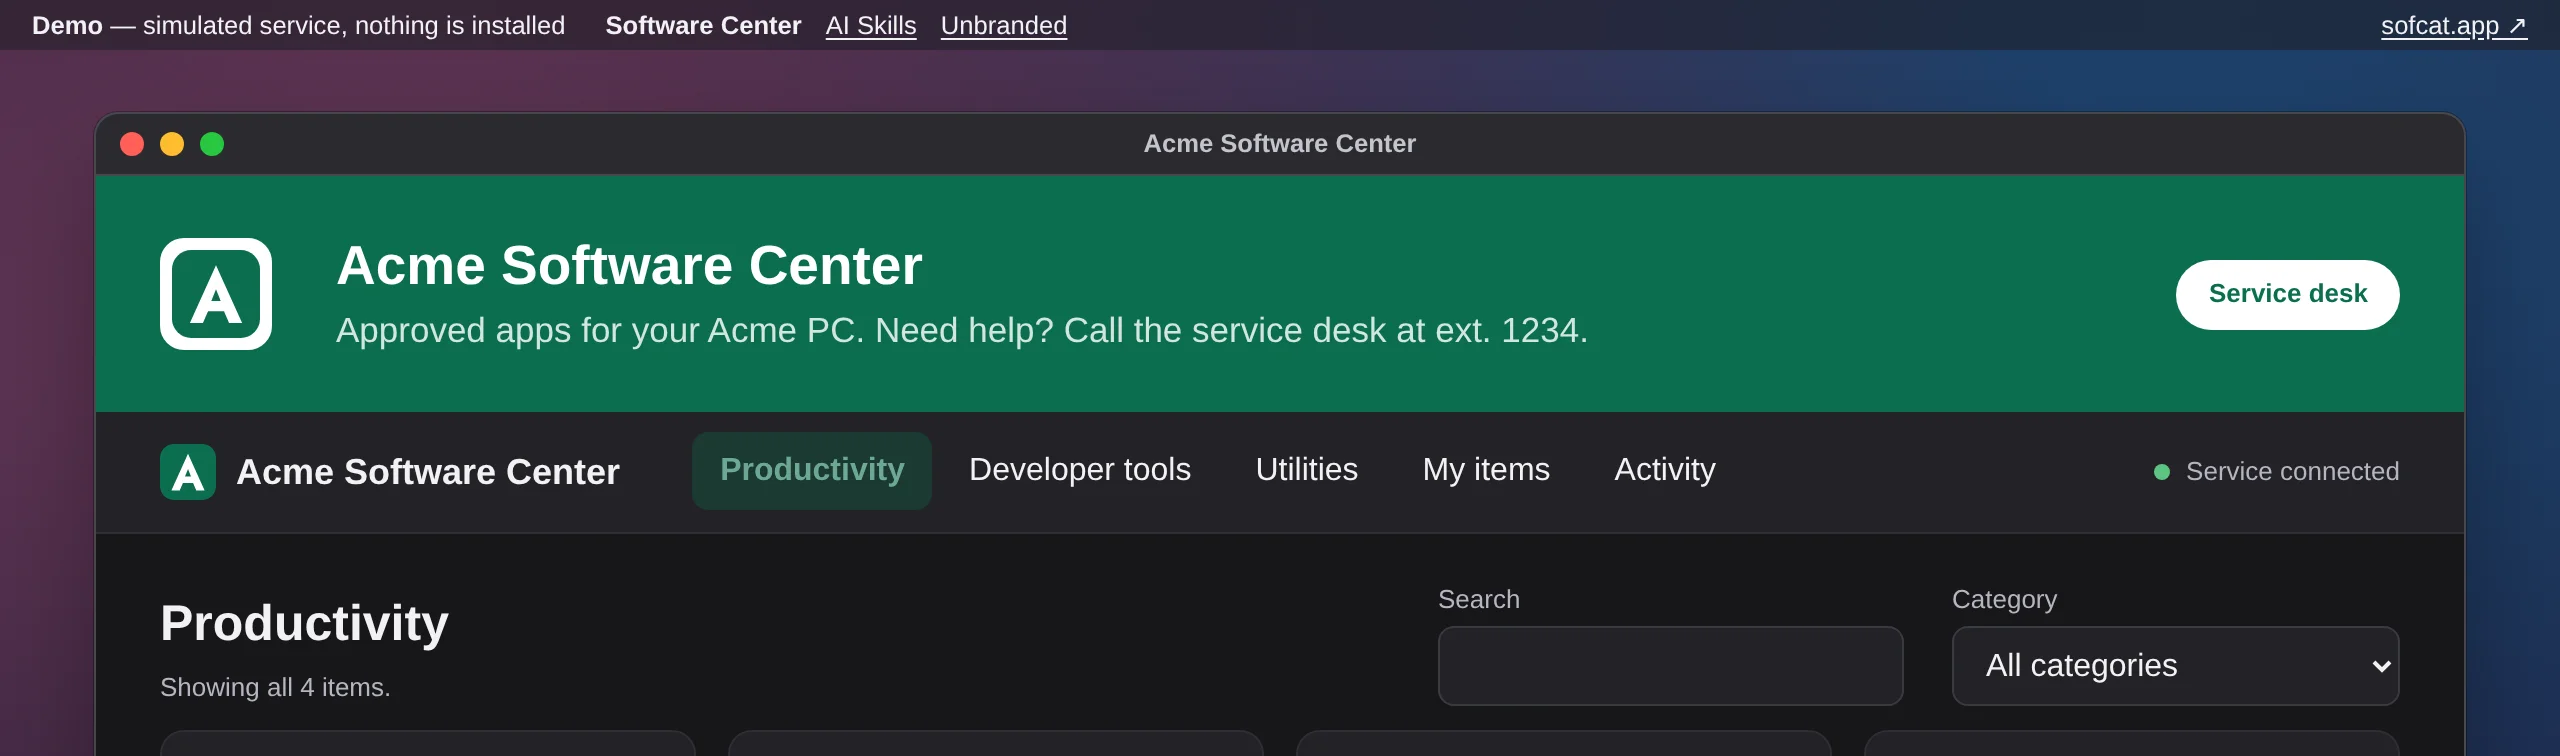 Demo — simulated service, nothing is installed Software Center AI Skills Unbranded sofcat.app ↗
Acme Software Center
Acme Software Center
Approved apps for your Acme PC. Need help? Call the service desk at ext. 1234.
Service desk
Acme Software Center Productivity Developer tools Utilities My items Activity Service connected
Productivity
Showing all 4 items.
Search
Category
All categories